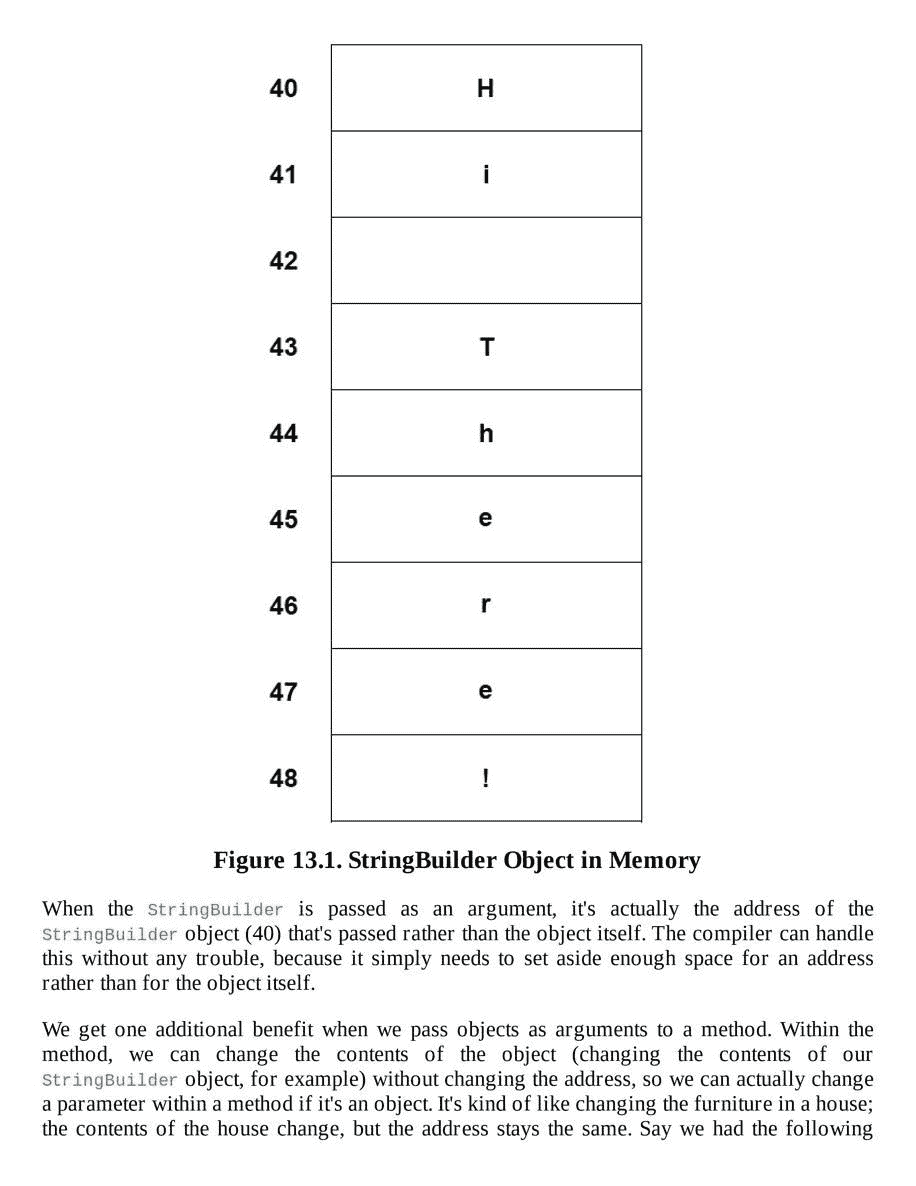 40 H
41 i
42
43 T
44 h
45 e
46 r
47 e
48 !
Figure 13.1. StringBuilder Object in Memory
When the StringBuilder is passed as an argument, it's actually the address of the
StringBuilder object (40) that's passed rather than the object itself. The compiler can handle
this without any trouble, because it simply needs to set aside enough space for an address
rather than for the object itself.
We get one additional benefit when we pass objects as arguments to a method. Within the
method, we can change the contents of the object (changing the contents of our
StringBuilder object, for example) without changing the address, so we can actually change
a parameter within a method if it's an object. It's kind of like changing the furniture in a house;
the contents of the house change, but the address stays the same. Say we had the following